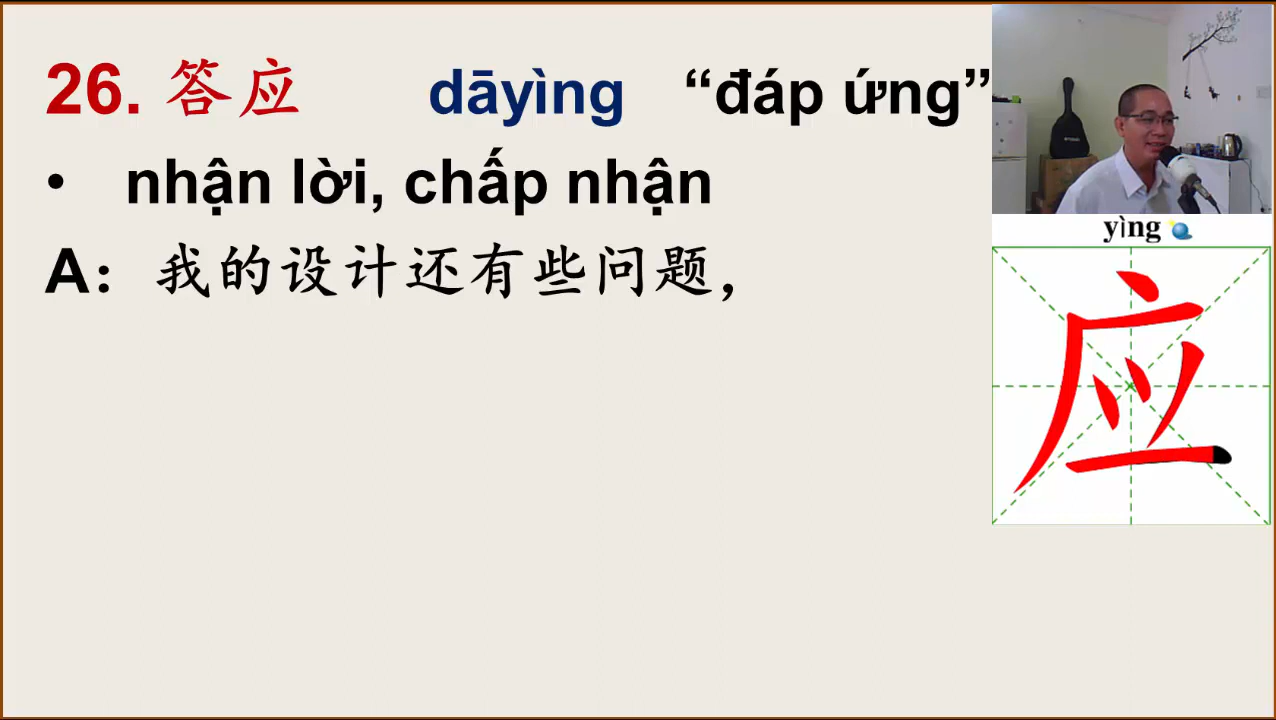 26. 答应 dāyìng “đáp ứng”
• nhận lời, chấp nhận
A：我的设计还有些问题，
yìng
应